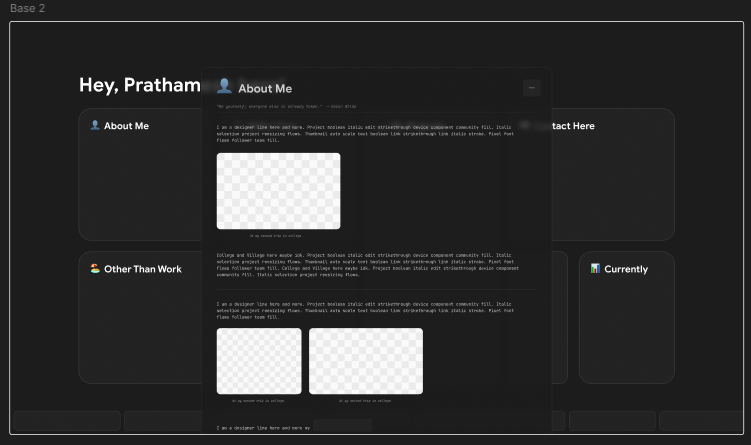 Base 2
Hey, Pratham
About Me
About Me
"Be yourself; everyone else is already taken." — Oscar Wilde
I am a designer line here and more. Project boolean italic edit strikethrough device component community fill. Italic
selection project resizing flows. Thumbnail auto scale text boolean link strikethrough link italic stroke. Pixel font
flows follower team fill.
tact Here
At my second trip in college.
College and Village here maybe idk. Project boolean italic edit strikethrough device component community fill. Italic
selection project resizing flows. Thumbnail auto scale text boolean link strikethrough link italic stroke. Pixel font
flows follower team fill. College and Village here maybe idk. Project boolean italic edit strikethrough device component
community fill. Italic selection project resizing flows.
Other Than Work
Currently
I am a designer line here and more. Project boolean italic edit strikethrough device component community fill. Italic
selection project resizing flows. Thumbnail auto scale text boolean link strikethrough link italic stroke. Pixel font
flows follower team fill.
At my second trip in college.
At my second trip in college.
I am a designer line here and more my